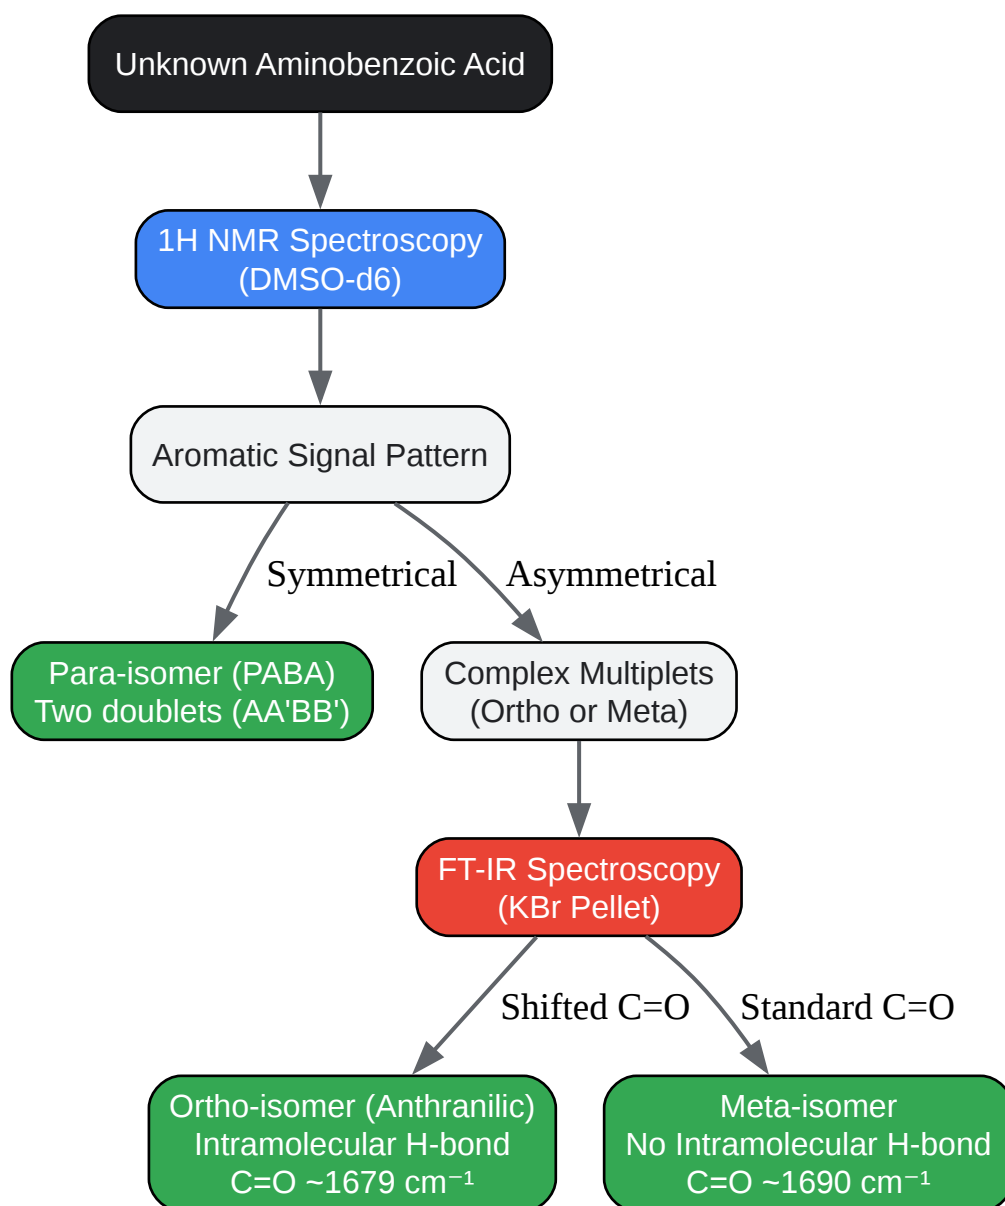 Unknown Aminobenzoic Acid
1H NMR Spectroscopy
(DMSO-d6)
Aromatic Signal Pattern
Symmetrical
Asymmetrical
Para-isomer (PABA)
Two doublets (AA'BB')
Complex Multiplets
(Ortho or Meta)
FT-IR Spectroscopy
(KBr Pellet)
Shifted C=O
Standard C=O
Ortho-isomer (Anthranilic)
Intramolecular H-bond
C=O ~1679 cm⁻¹
Meta-isomer
No Intramolecular H-bond
C=O ~1690 cm⁻¹